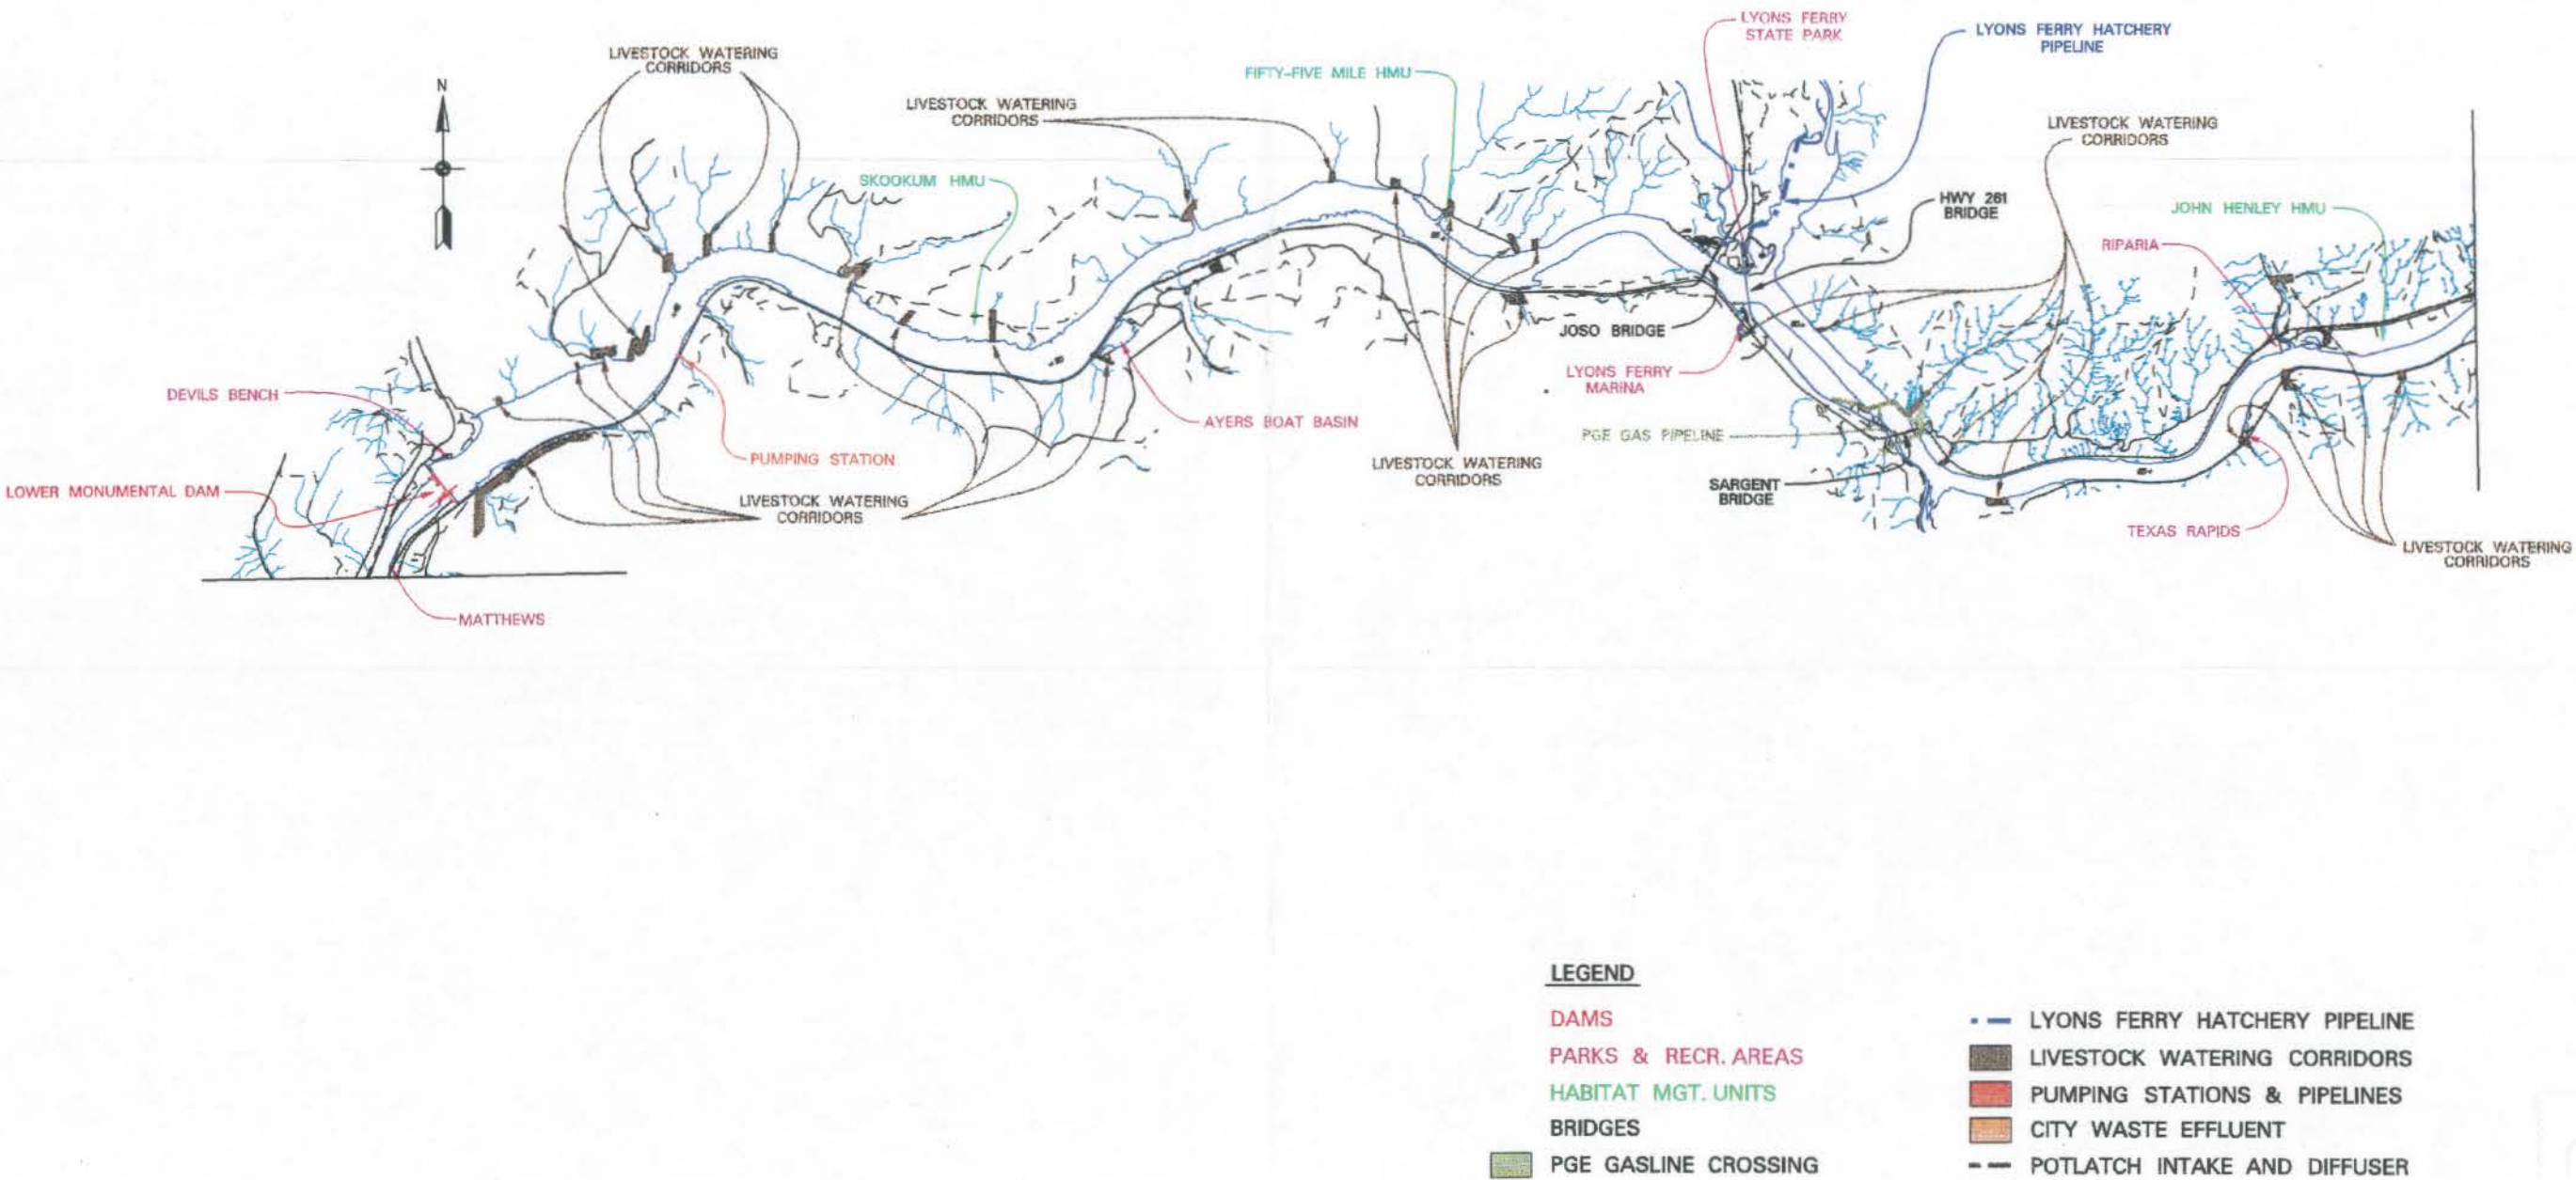 LYONS FERRY
STATE PARK
LYONS FERRY HATCHERY
PIPELINE
LIVESTOCK WATERING
CORRIDORS
FIFTY-FIVE MILE HMU
N
LIVESTOCK WATERING
CORRIDORS
LIVESTOCK WATERING
CORRIDORS
SKOOKUM HMU
HWY 261
BRIDGE
JOHN HENLEY HMU
RIPARIA
JOSO BRIDGE
LYONS FERRY
MARINA
DEVILS BENCH
AYERS BOAT BASIN
PGE GAS PIPELINE
PUMPING STATION
LIVESTOCK WATERING
CORRIDORS
LOWER MONUMENTAL DAM
SARGENT
BRIDGE
LIVESTOCK WATERING
CORRIDORS
TEXAS RAPIDS
LIVESTOCK WATERING
CORRIDORS
MATTHEWS
LEGEND
DAMS
PARKS & RECR. AREAS
HABITAT MGT. UNITS
BRIDGES
PGE GASLINE CROSSING
LYONS FERRY HATCHERY PIPELINE
LIVESTOCK WATERING CORRIDORS
PUMPING STATIONS & PIPELINES
CITY WASTE EFFLUENT
POTLATCH INTAKE AND DIFFUSER